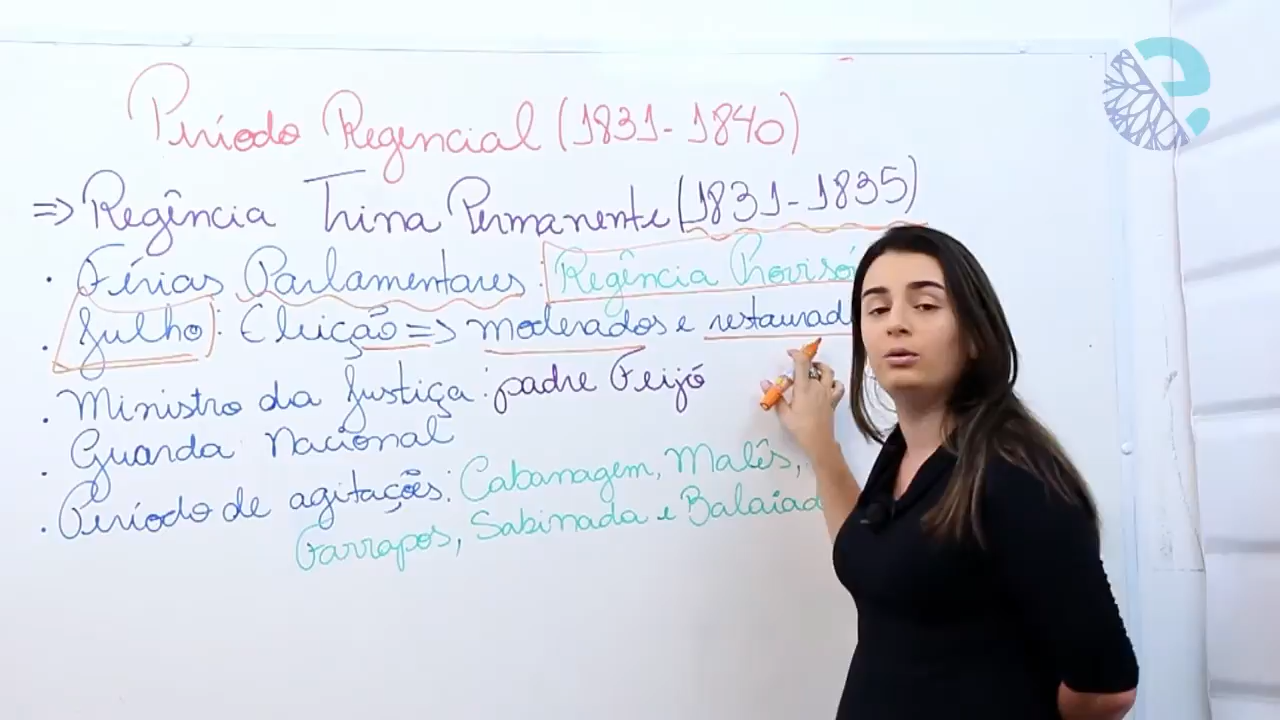 Período Regencial (1831-1840)
=> Regência Trina Permanente (1831-1835)
· Férias Parlamentares: Regência Provisó
· Julho: Eleição => moderados e restaurad
· Ministro da Justiça: padre Feijó
· Guarda Nacional
· Período de agitações: Cabanagem, Malês,
Farrapos, Sabinada e Balaiad